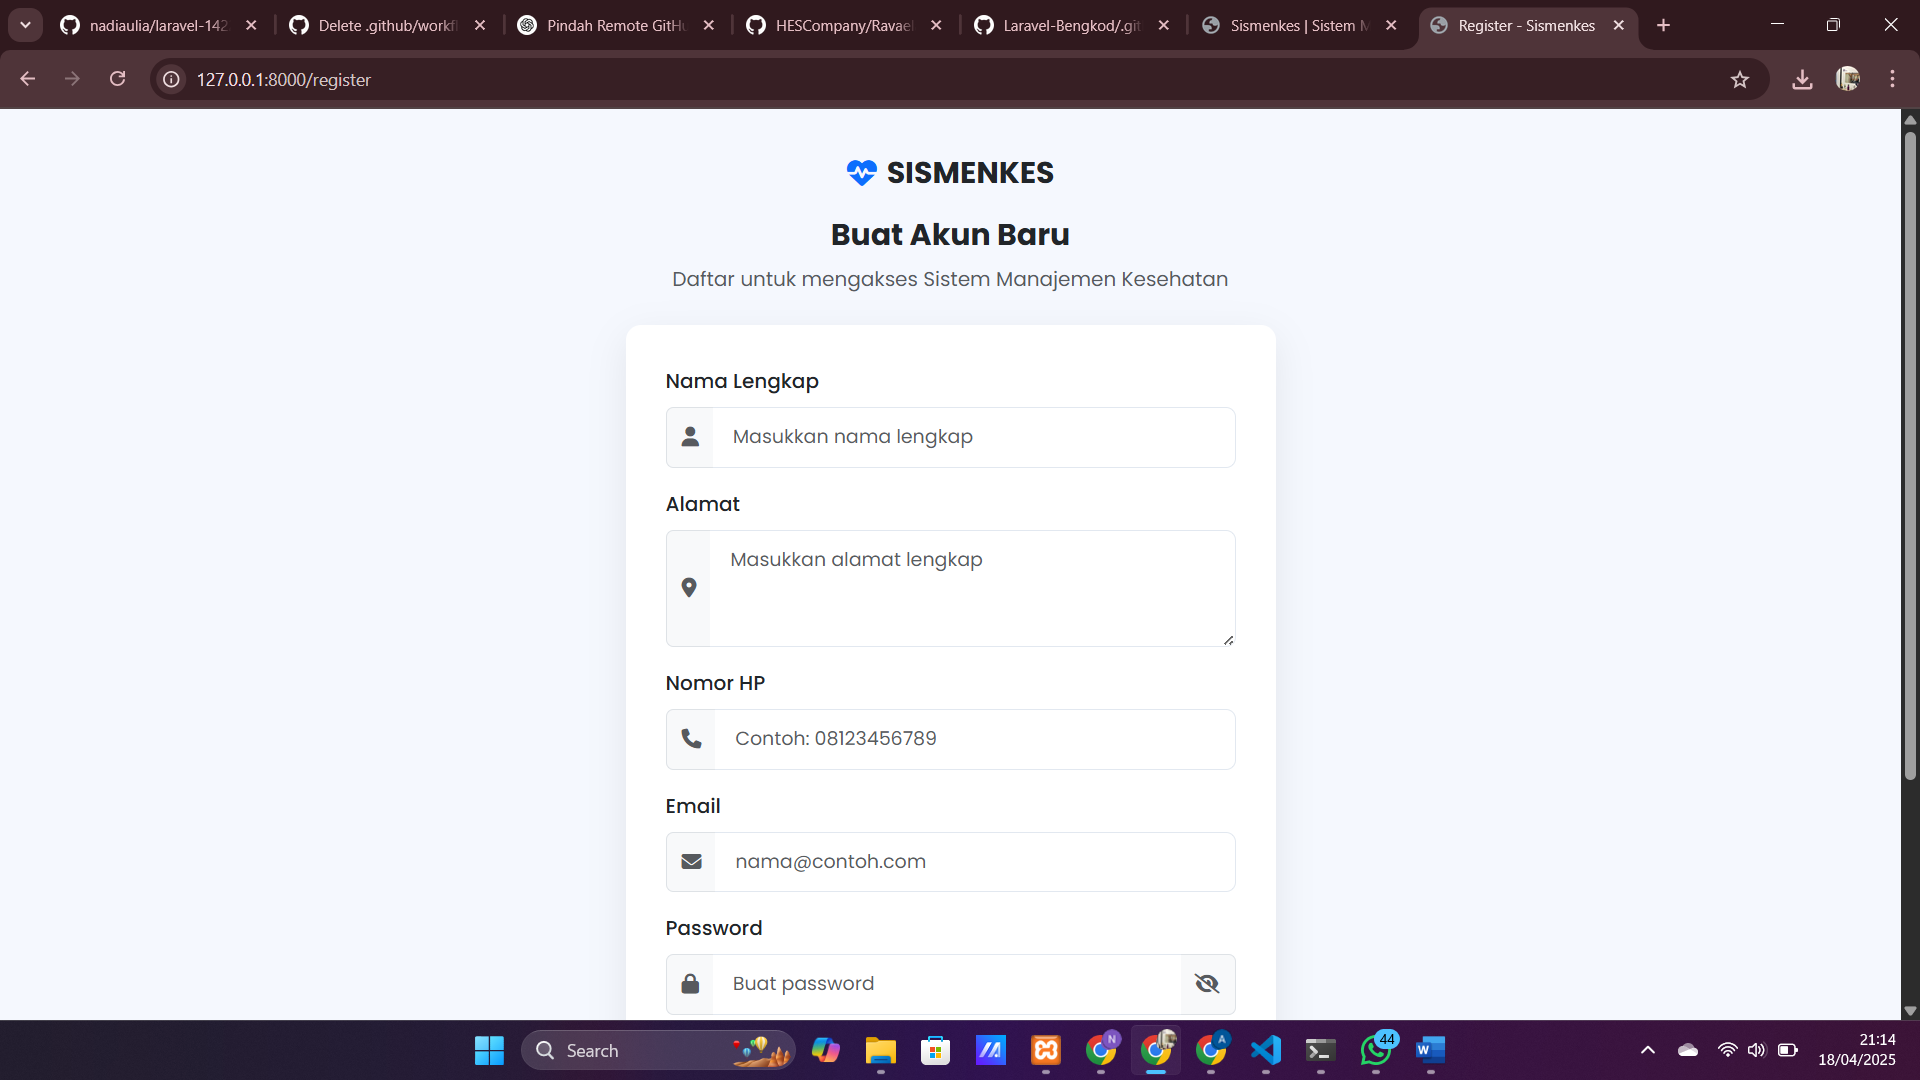 nadiaulia/laravel-142
Delete .github/workfl
Pindah Remote GitHu
HESCompany/Ravael
Laravel-Bengkod/.git
Sismenkes | Sistem M
Register - Sismenkes
127.0.0.1:8000/register
SISMENKES
Buat Akun Baru
Daftar untuk mengakses Sistem Manajemen Kesehatan
Nama Lengkap
Masukkan nama lengkap
Alamat
Masukkan alamat lengkap
Nomor HP
Contoh: 08123456789
Email
nama@contoh.com
Password
Buat password
Search
N
A
44
W
21:14
18/04/2025